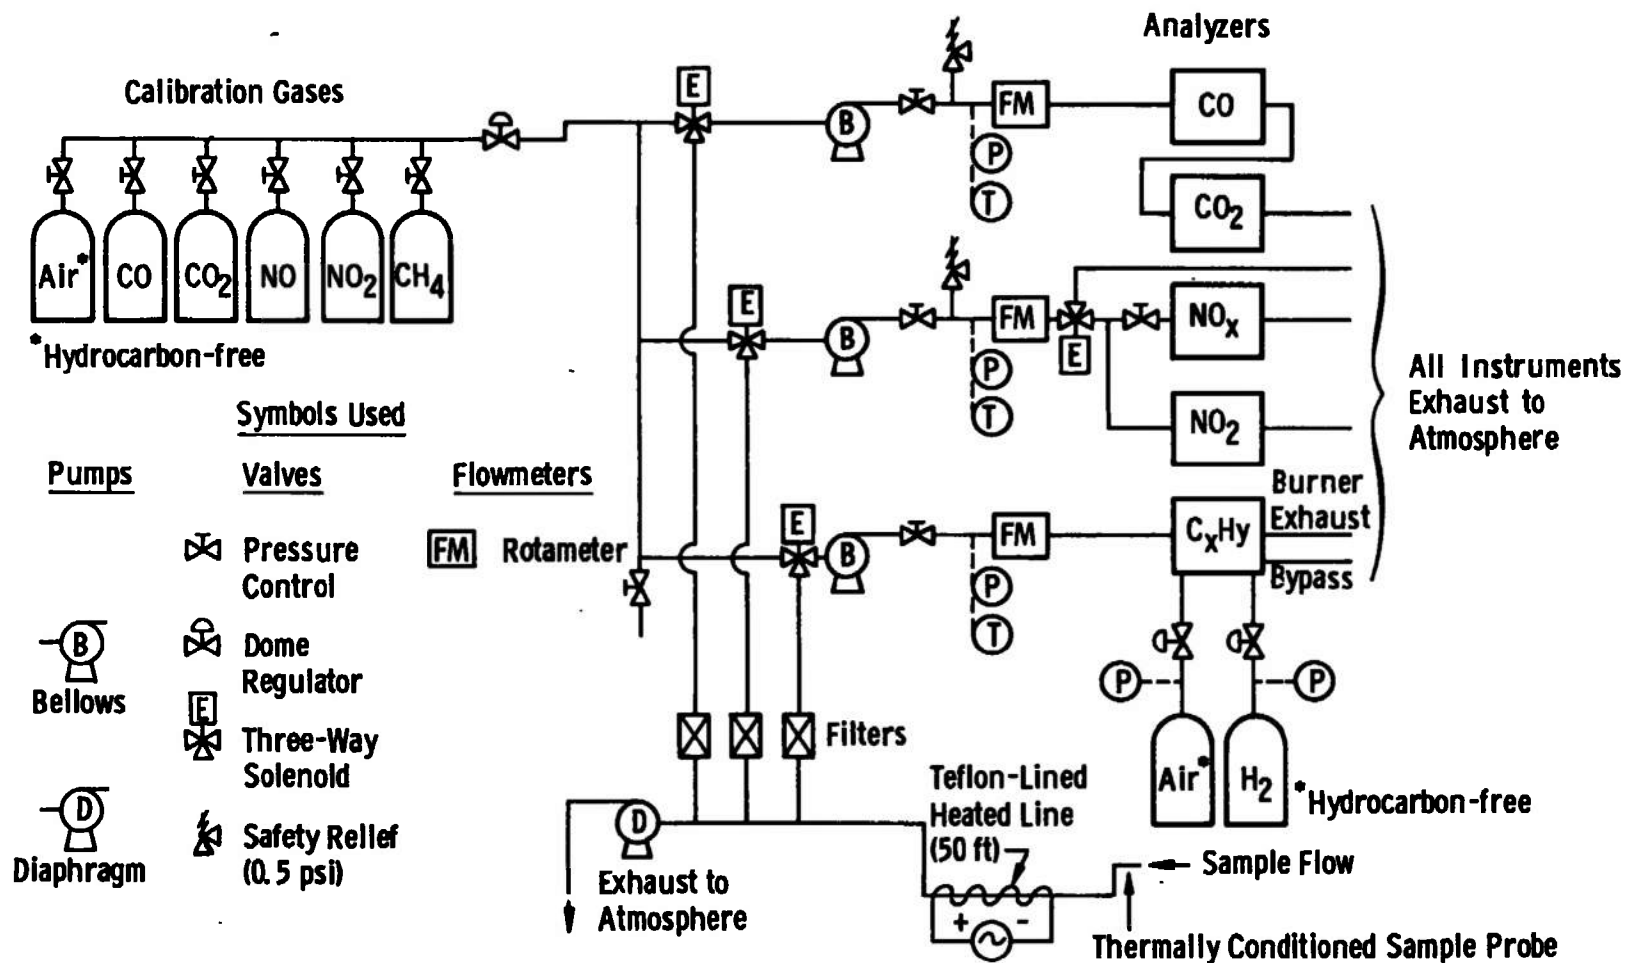 Analyzers
Calibration Gases
E
B
FM
CO
P
T
CO2
Air*
CO
CO2
NO
NO2
CH4
*Hydrocarbon-free
E
B
FM
E
NOx
P
T
NO2
All Instruments
Exhaust to
Atmosphere
Symbols Used
Pumps
Valves
Flowmeters
Pressure
Control
FM
Rotameter
E
B
FM
CxHy
Burner
Exhaust
Bypass
P
T
B
Bellows
Dome
Regulator
E
Three-Way
Solenold
D
Diaphragm
Safety Relief
(0.5 psi)
Filters
P
P
Air*
H2
*Hydrocarbon-free
D
Exhaust to
Atmosphere
Teflon-Lined
Heated Line
(50 ft)
+
-
Sample Flow
Thermally Conditioned Sample Probe